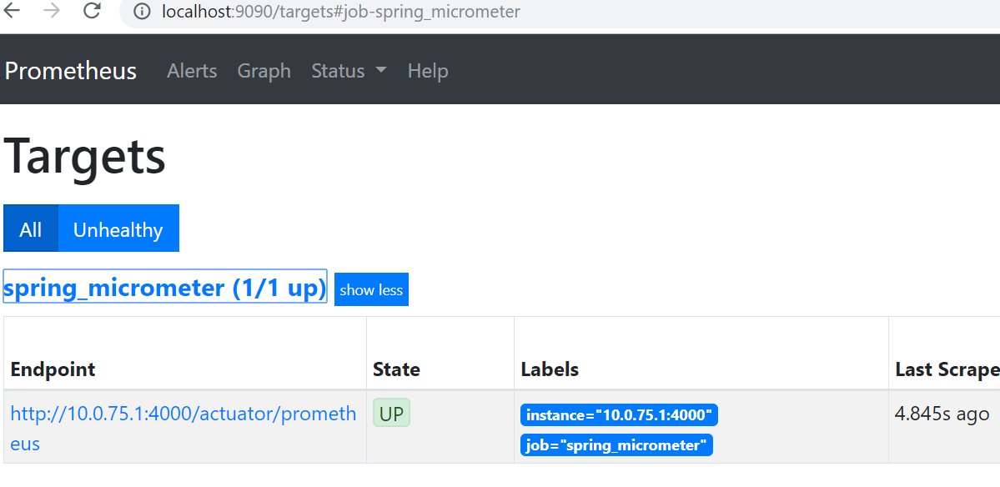 localhost:9090/targets#job-spring_micrometer
Prometheus Alerts Graph Status Help
Targets
All Unhealthy
spring_micrometer (1/1 up) show less
Endpoint State Labels Last Scrape
http://10.0.75.1:4000/actuator/prometh UP instance="10.0.75.1:4000" 4.845s ago
eus job="spring_micrometer"